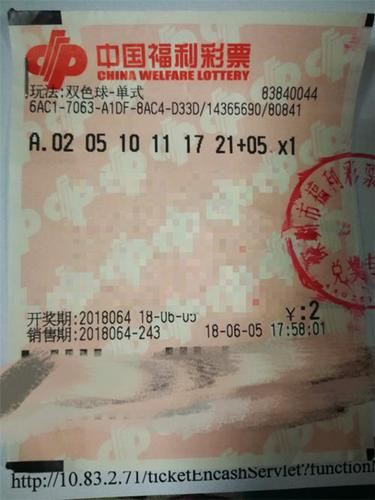 中国福利彩票
CHINA WELFARE LOTTERY
玩法:双色球-单式 83840044
6AC1-7063-A1DF-8AC4-D33D/14365690/80841
A.02 05 10 11 17 21+05 x1
市福利彩票
兑奖专
开奖期:2018064 18-06-05 ¥:2
销售期:2018064-243 18-06-05 17:58:01
http://10.83.2.71/ticketEncashServlet?function